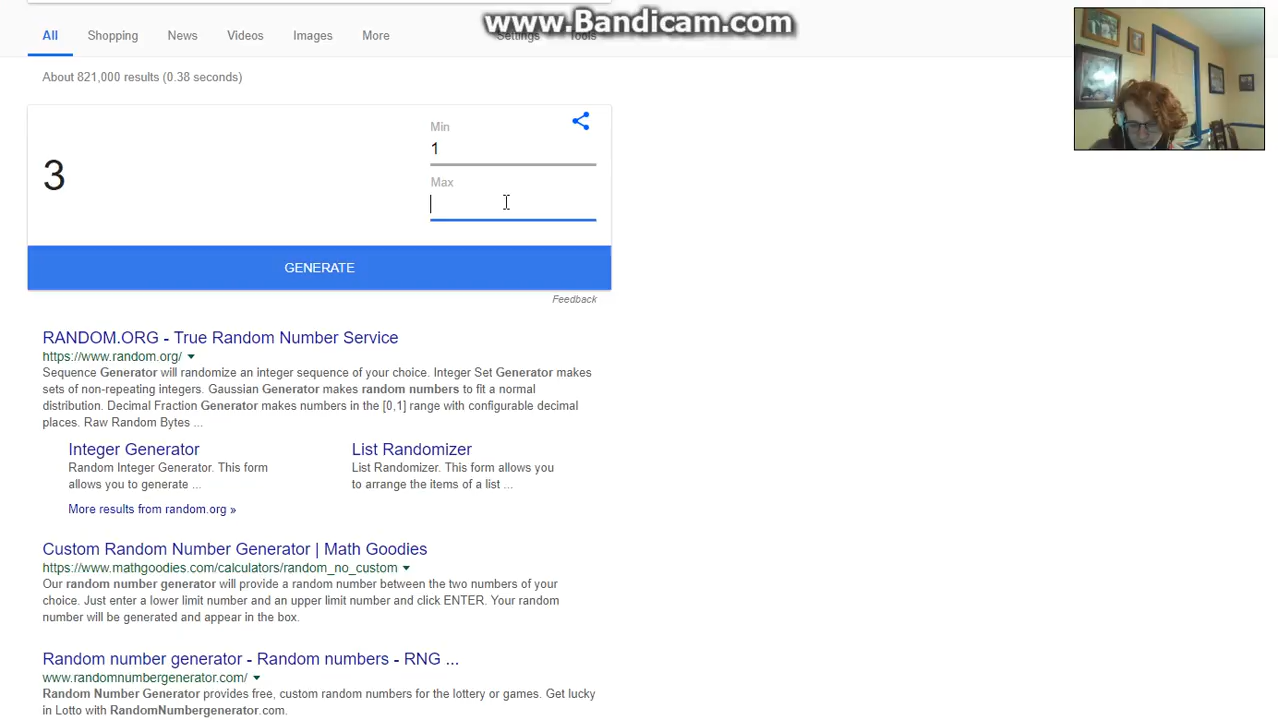 www.Bandicam.com
All Shopping News Videos Images More Settings Tools
About 821,000 results (0.38 seconds)
Min
1
3
Max
GENERATE
Feedback
RANDOM.ORG - True Random Number Service
https://www.random.org/
Sequence Generator will randomize an integer sequence of your choice. Integer Set Generator makes
sets of non-repeating integers. Gaussian Generator makes random numbers to fit a normal
distribution. Decimal Fraction Generator makes numbers in the [0,1] range with configurable decimal
places. Raw Random Bytes ...
Integer Generator
Random Integer Generator. This form
allows you to generate ...
List Randomizer
List Randomizer. This form allows you
to arrange the items of a list ...
More results from random.org »
Custom Random Number Generator | Math Goodies
https://www.mathgoodies.com/calculators/random_no_custom
Our random number generator will provide a random number between the two numbers of your
choice. Just enter a lower limit number and an upper limit number and click ENTER. Your random
number will be generated and appear in the box.
Random number generator - Random numbers - RNG ...
www.randomnumbergenerator.com/
Random Number Generator provides free, custom random numbers for the lottery or games. Get lucky
in Lotto with RandomNumbergenerator.com.